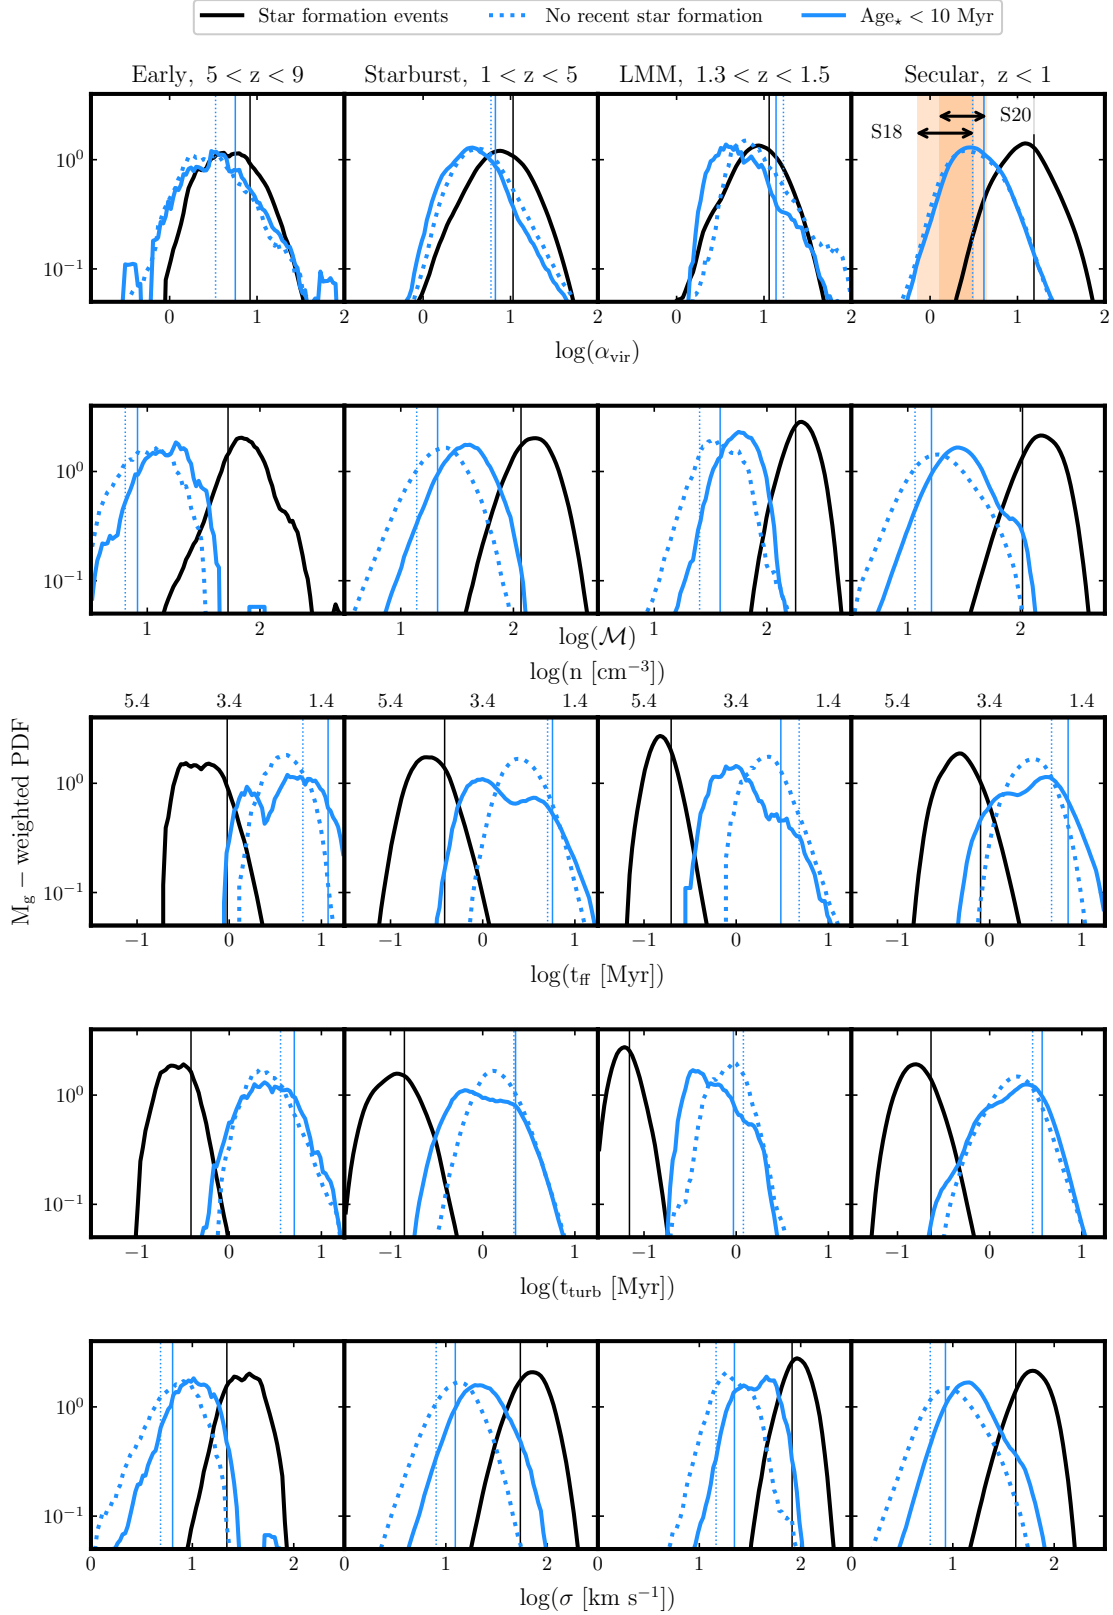 Star formation events No recent star formation Age⋆ < 10 Myr
Early, 5 < z < 9 Starburst, 1 < z < 5 LMM, 1.3 < z < 1.5 Secular, z < 1
S20
S18
10⁰
10⁻¹
0 1 2 0 1 2 0 1 2 0 1 2
log(α_vir)
10⁰
10⁻¹
1 2 1 2 1 2 1 2
log(ℳ)
log(n [cm⁻³])
5.4 3.4 1.4 5.4 3.4 1.4 5.4 3.4 1.4 5.4 3.4 1.4
M_g − weighted PDF
10⁰
10⁻¹
−1 0 1 −1 0 1 −1 0 1 −1 0 1
log(t_ff [Myr])
10⁰
10⁻¹
−1 0 1 −1 0 1 −1 0 1 −1 0 1
log(t_turb [Myr])
10⁰
10⁻¹
0 1 2 0 1 2 0 1 2 0 1 2
log(σ [km s⁻¹])